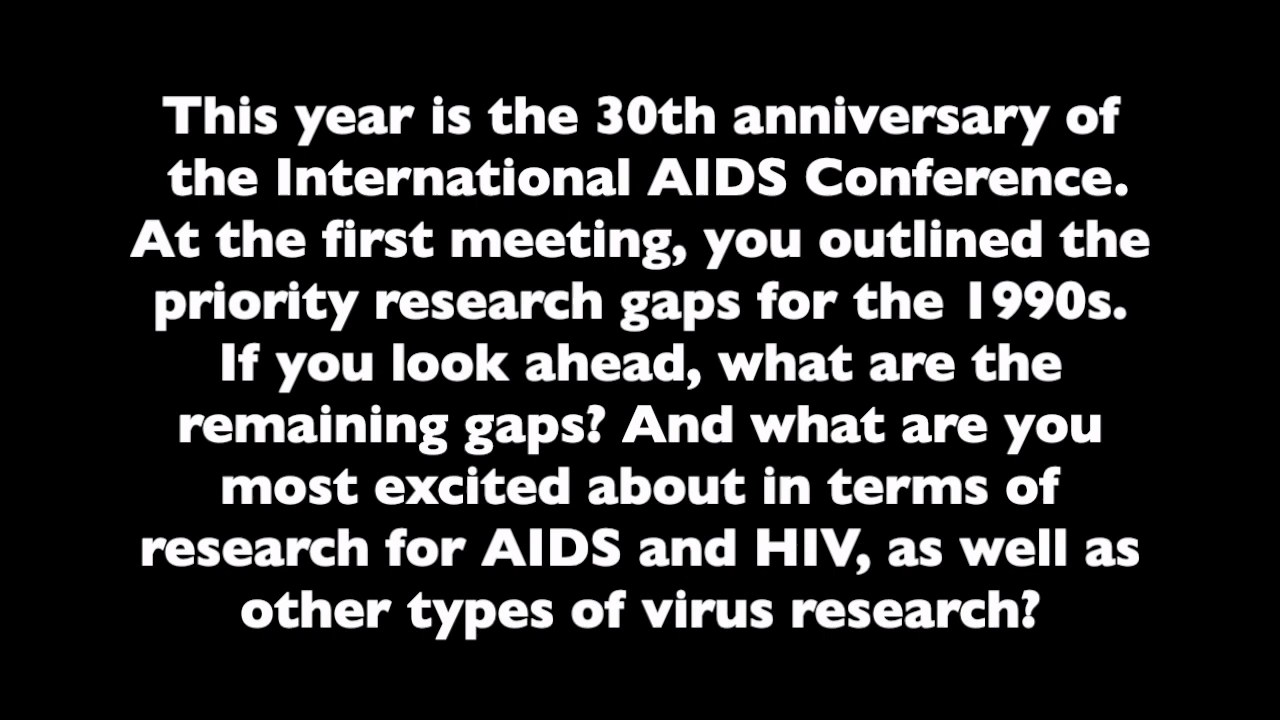 This year is the 30th anniversary of
the International AIDS Conference.
At the first meeting, you outlined the
priority research gaps for the 1990s.
If you look ahead, what are the
remaining gaps? And what are you
most excited about in terms of
research for AIDS and HIV, as well as
other types of virus research?